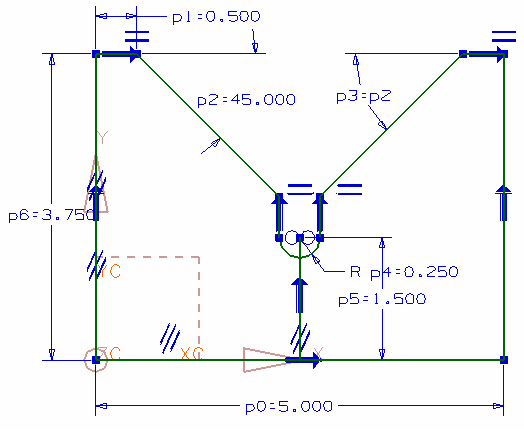 p1=0.500
p2=45.000
p3=p2
Y
p6=3.750
YC
R p4=0.250
p5=1.500
XC
X
p0=5.000